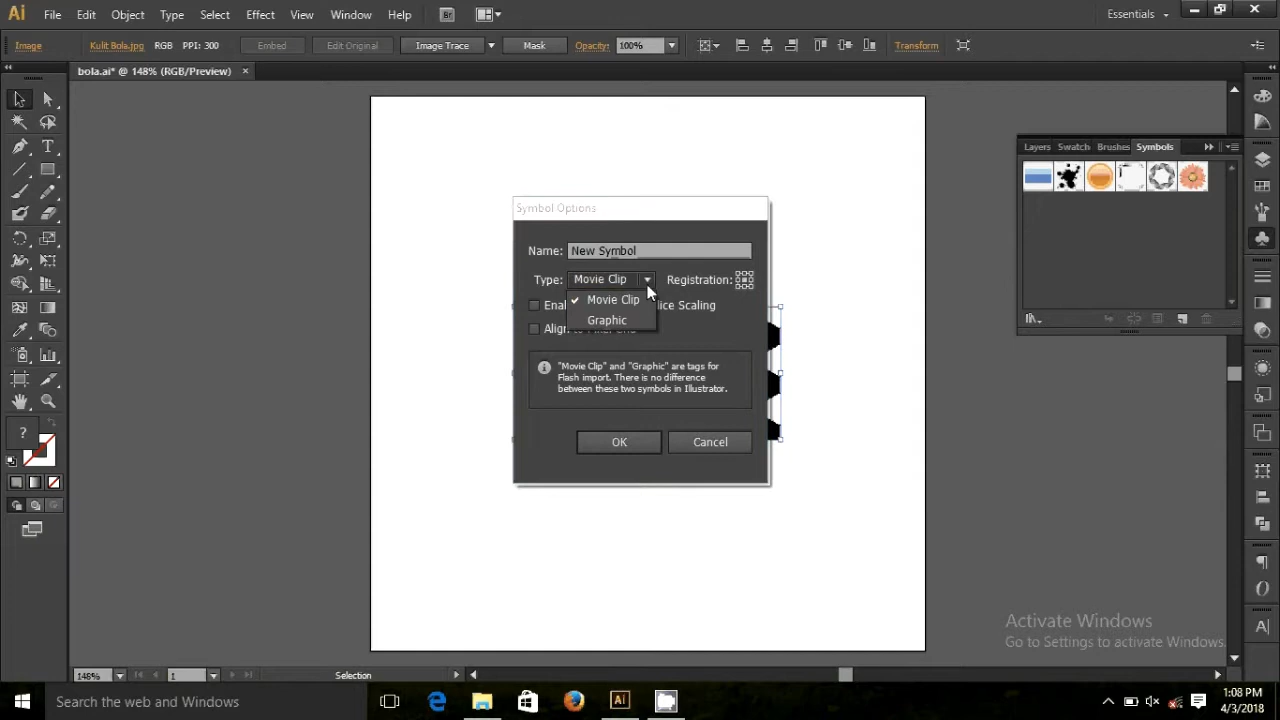 Ai File Edit Object Type Select Effect View Window Help Br Essentials
Image Kulit Bola.jpg RGB PPI: 300 Embed Edit Original Image Trace Mask Opacity: 100% Transform
bola.ai* @ 148% (RGB/Preview) ×
Layers Swatch Brushes Symbols
Symbol Options
Name: New Symbol
Type: Movie Clip Registration:
Movie Clip
Graphic
Enab lice Scaling
Align
"Movie Clip" and "Graphic" are tags for
Flash import. There is no difference
between these two symbols in Illustrator.
OK Cancel
?
Activate Windows
Go to Settings to activate Windows.
148% 1 Selection
Search the web and Windows
Ai
1:08 PM
4/3/2018